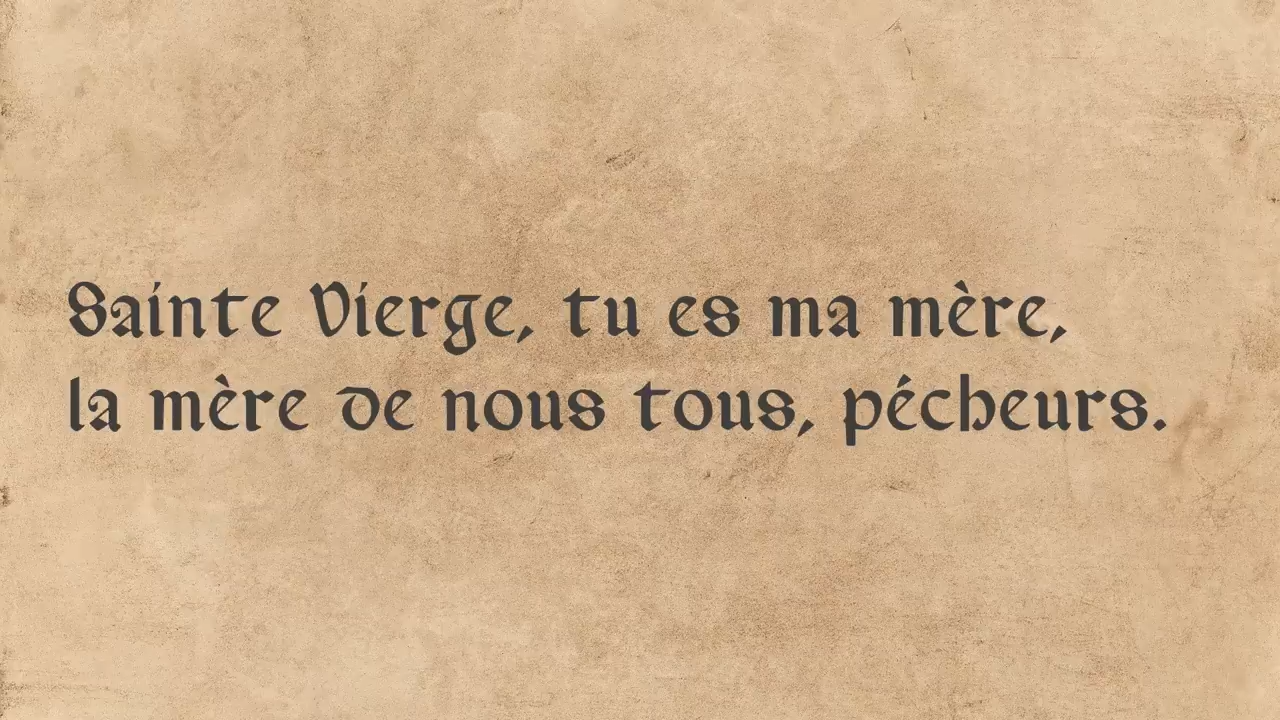 Sainte Vierge, tu es ma mère,
la mère de nous tous, pécheurs.